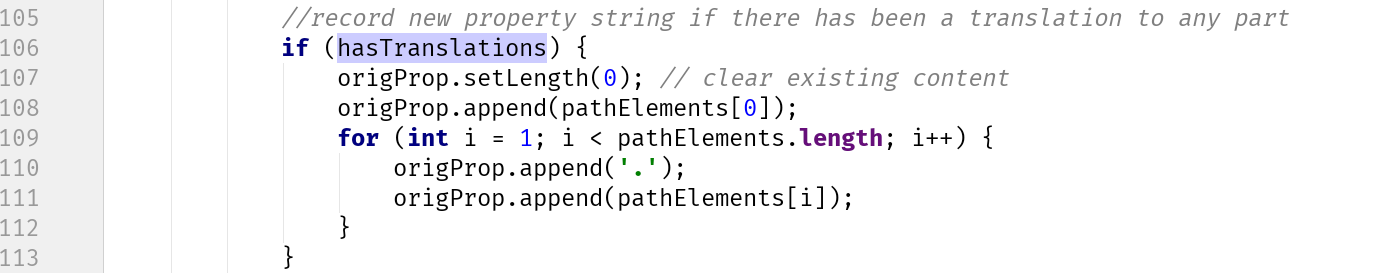 105 //record new property string if there has been a translation to any part
106 if (hasTranslations) {
107 origProp.setLength(0); // clear existing content
108 origProp.append(pathElements[0]);
109 for (int i = 1; i < pathElements.length; i++) {
110 origProp.append('.');
111 origProp.append(pathElements[i]);
112 }
113 }